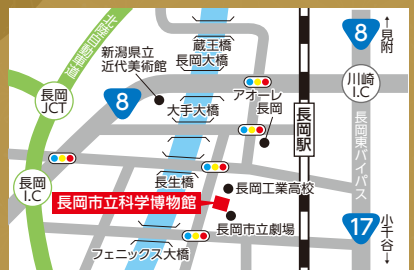 北陸自動車道
蔵王橋
長岡大橋
新潟県立
近代美術館
8
↑見附
長岡
JCT
8
大手大橋
アオーレ
長岡
長岡駅
川崎
I.C
長岡東バイパス
長岡
I.C
長生橋
長岡工業高校
長岡市立科学博物館
長岡市立劇場
フェニックス大橋
17
小千谷↓